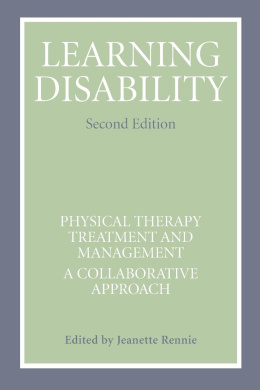 LEARNING
DISABILITY
Second Edition
PHYSICAL THERAPY
TREATMENT AND
MANAGEMENT
A COLLABORATIVE
APPROACH
Edited by Jeanette Rennie